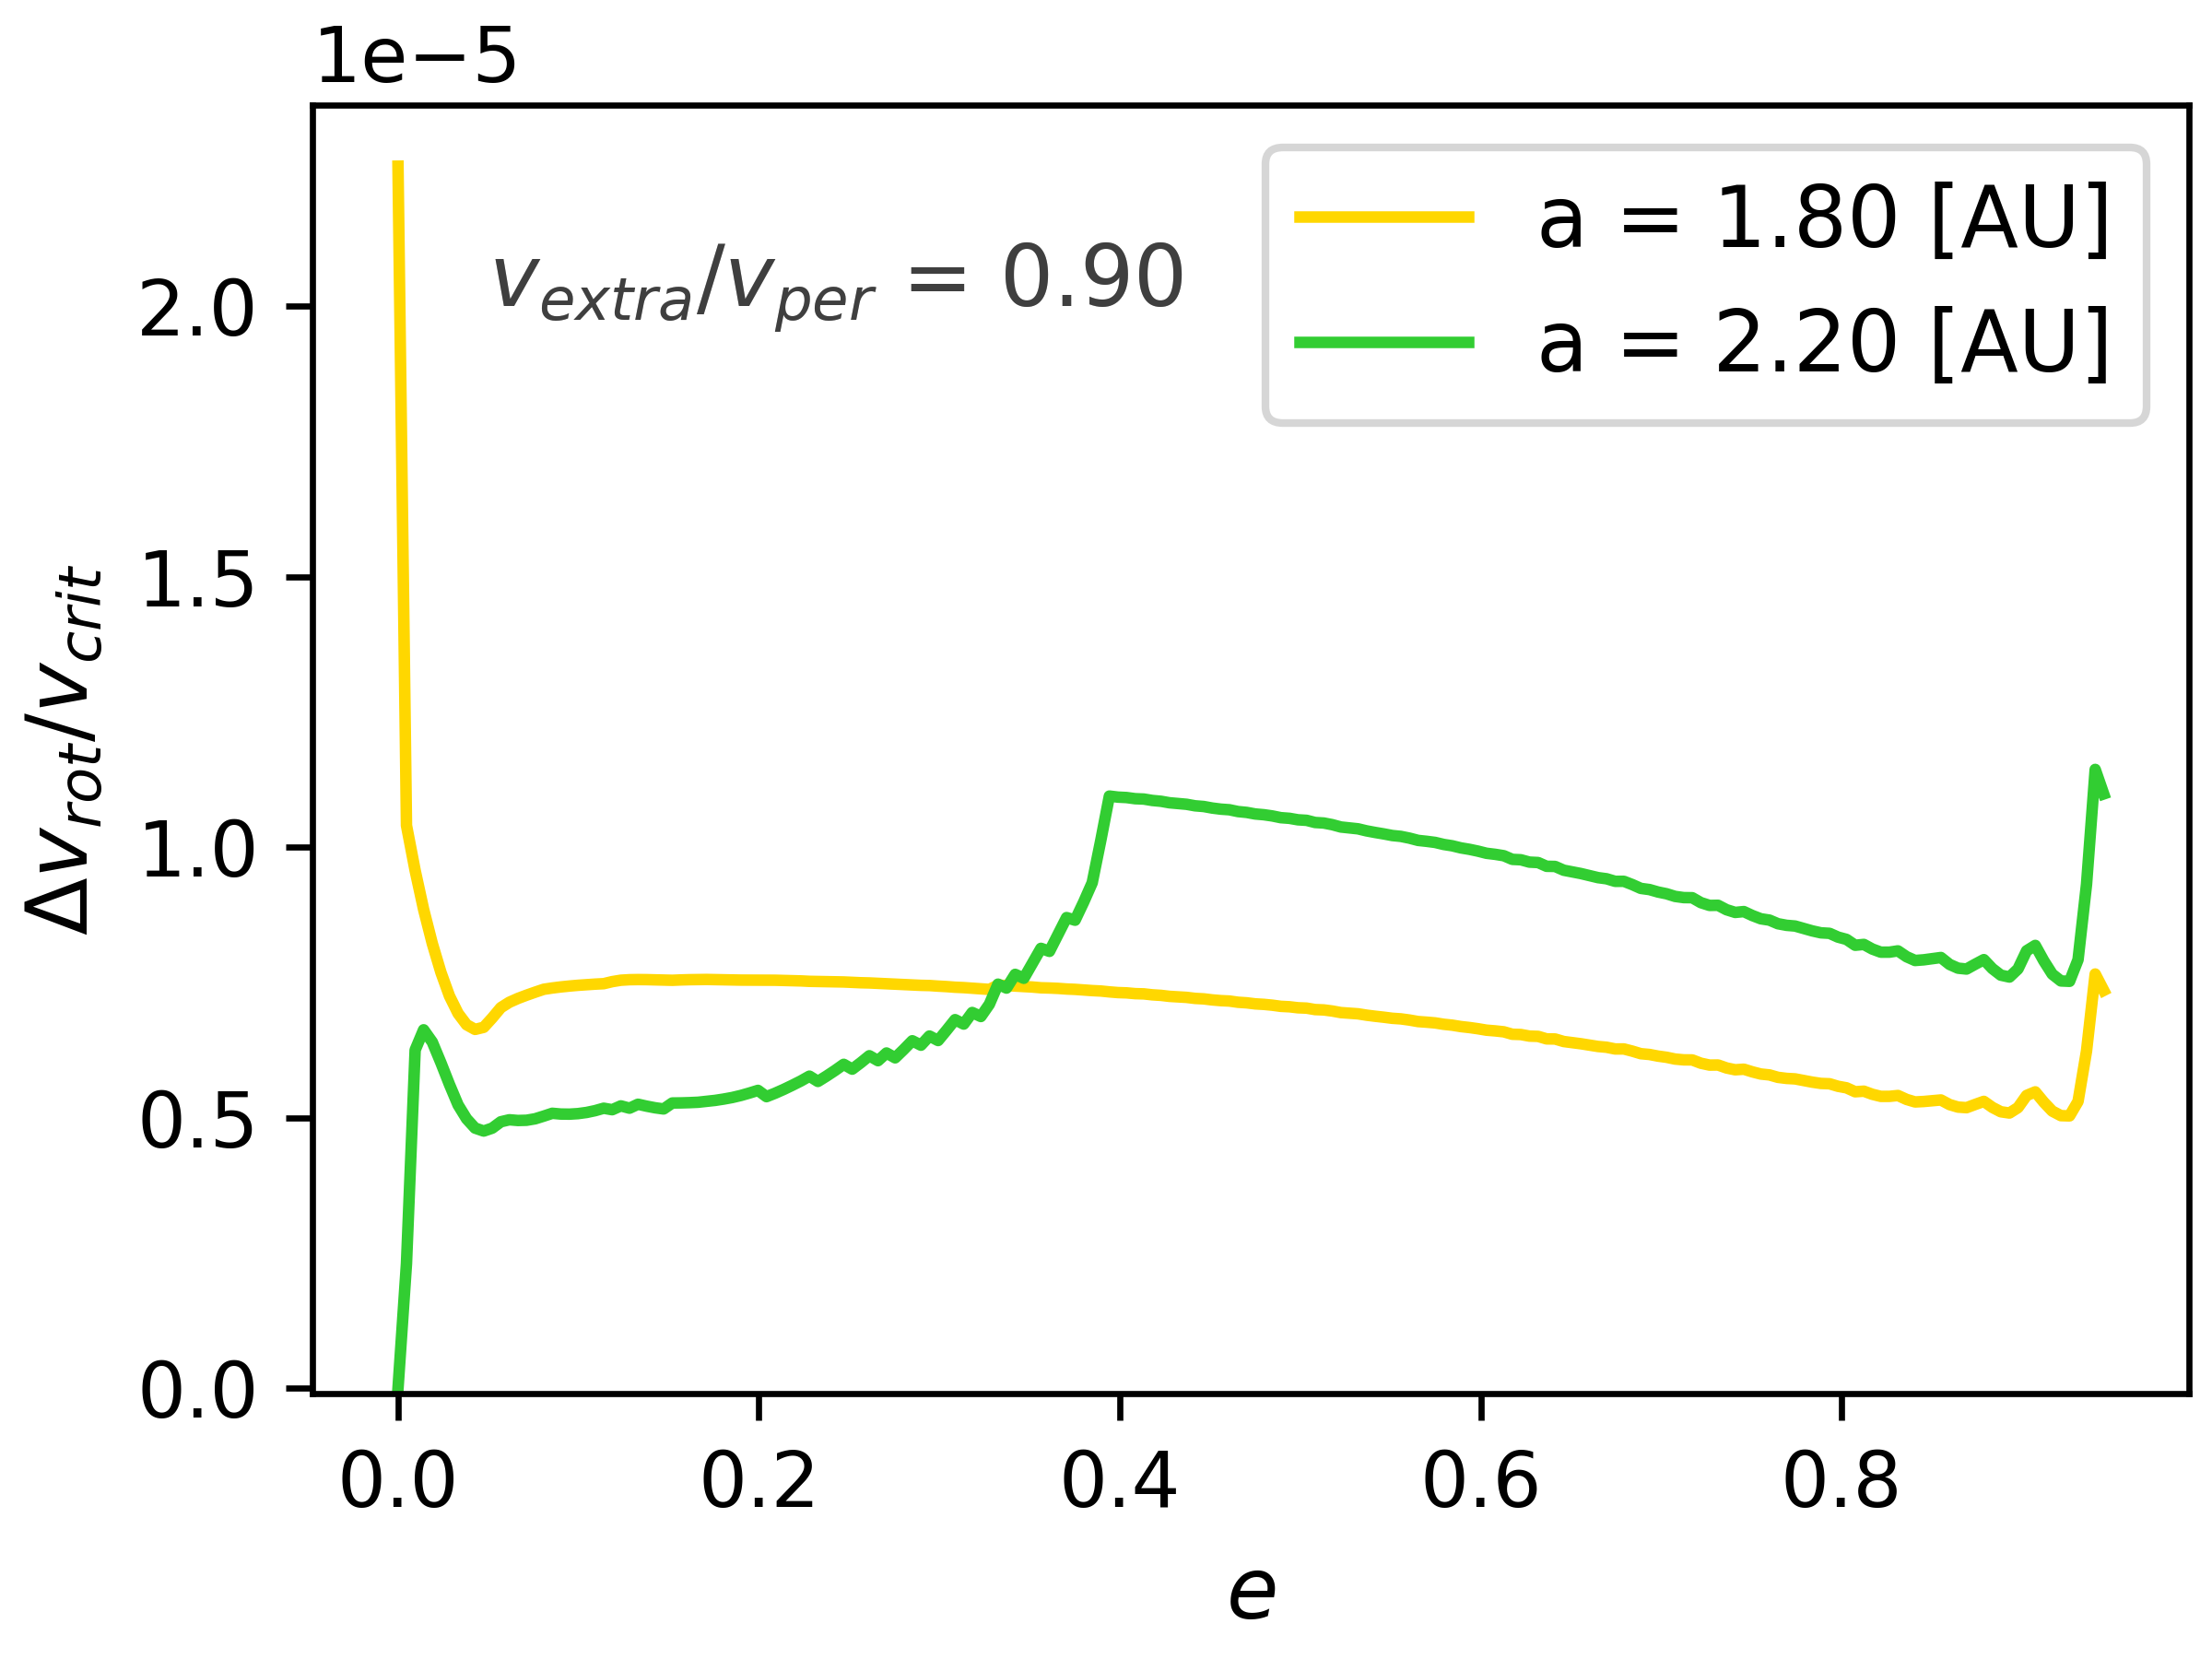 1e−5
v_extra/v_per = 0.90
a = 1.80 [AU]
a = 2.20 [AU]
2.0
1.5
1.0
0.5
0.0
Δv_rot/v_crit
0.0 0.2 0.4 0.6 0.8
e